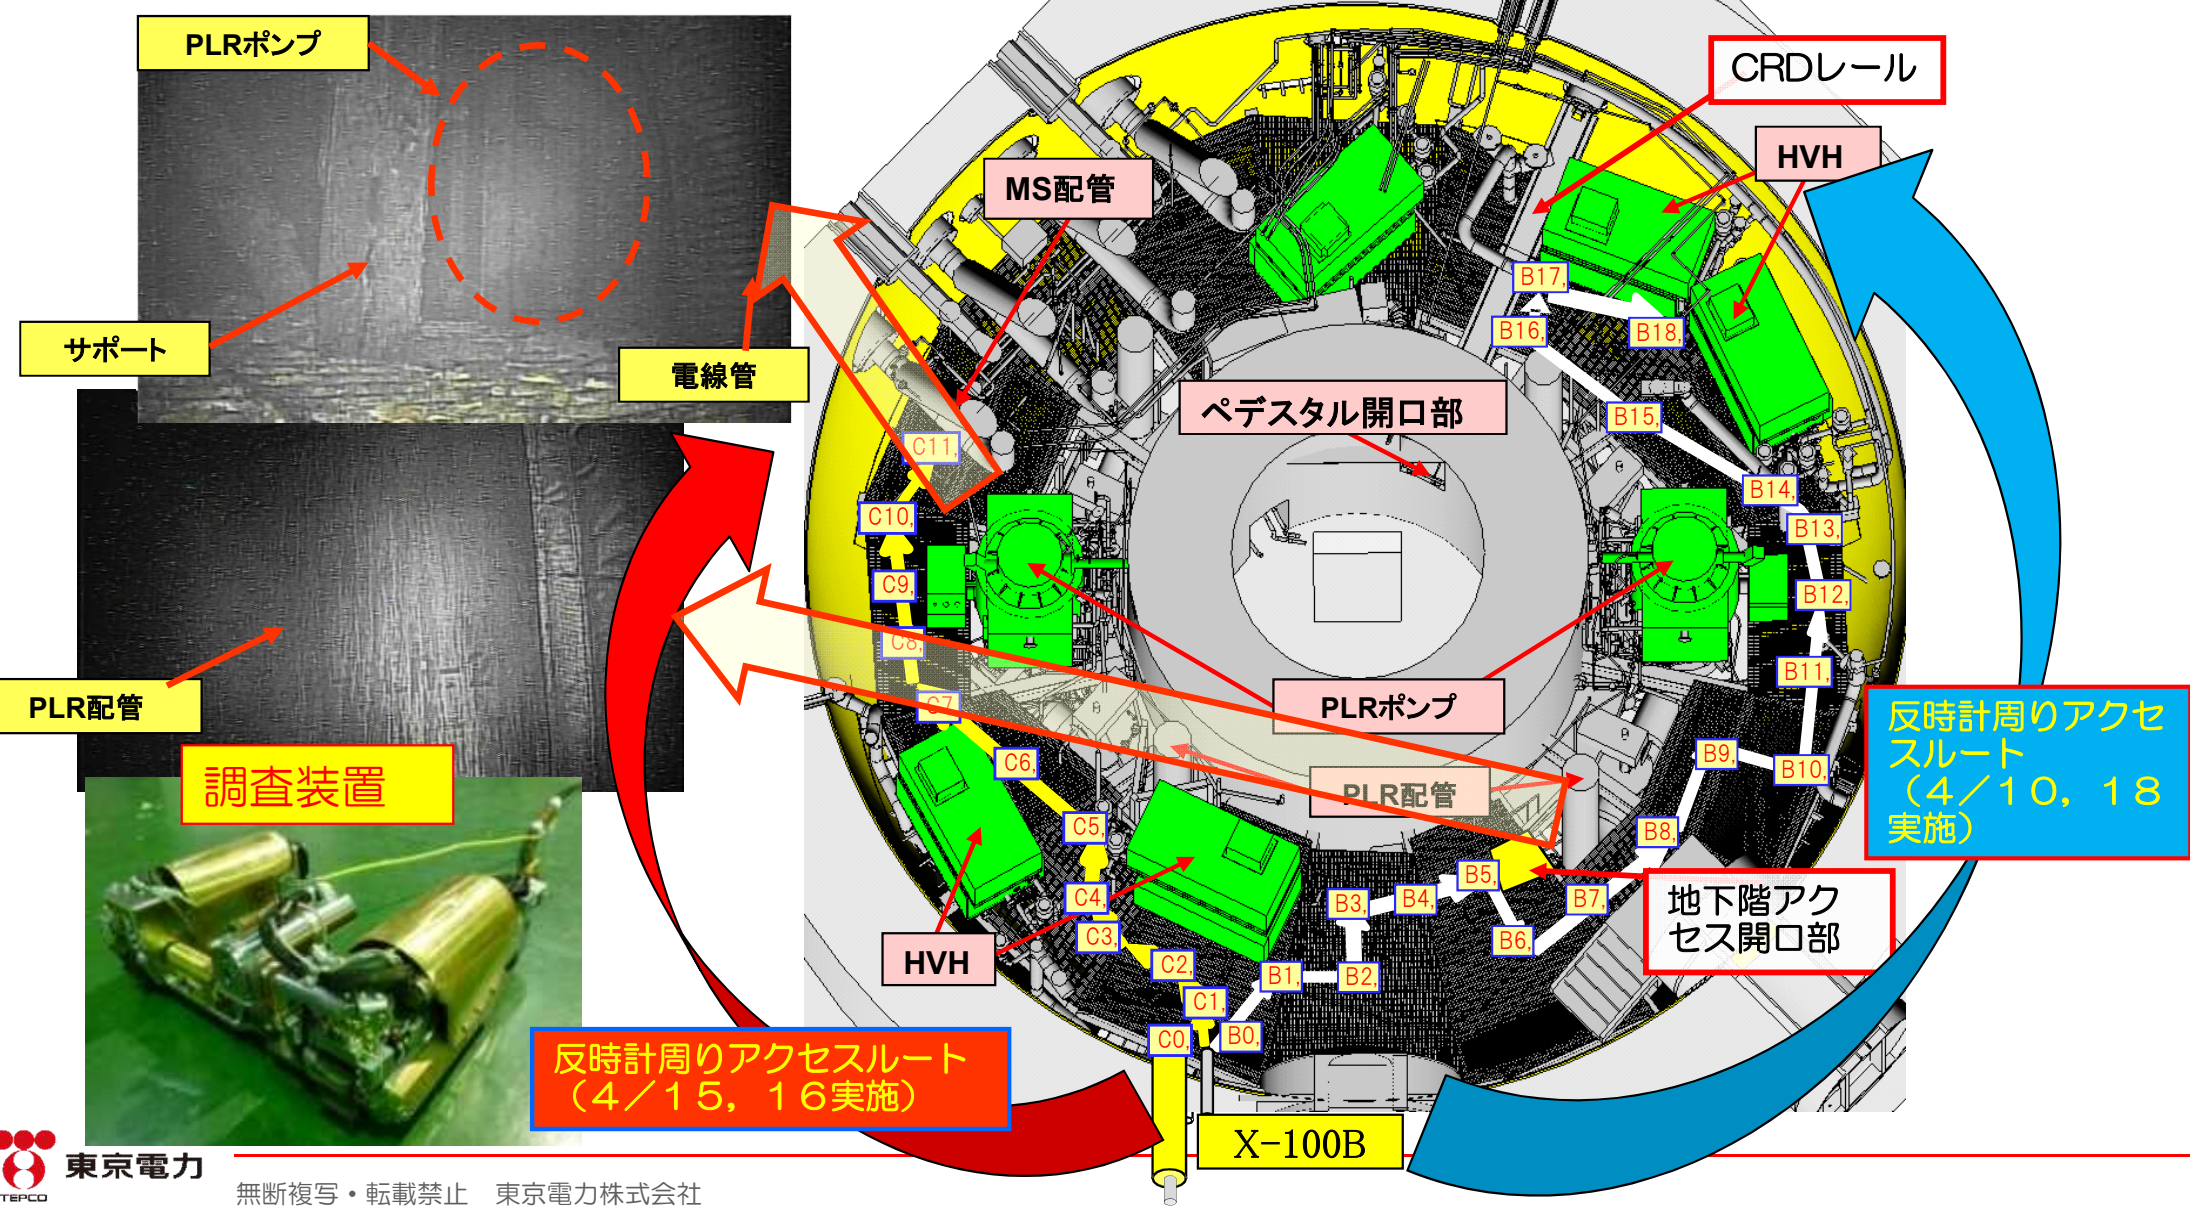 PLRポンプ
サポート
電線管
PLR配管
調査装置
CRDレール
HVH
MS配管
ペデスタル開口部
PLRポンプ
PLR配管
HVH
地下階アク
セス開口部
反時計周りアクセ
スルート
（4／10，18
実施）
反時計周りアクセスルート
（4／15，16実施）
X-100B
B17,
B16,
B18,
B15,
B14,
B13,
B12,
B11,
B10,
B9,
B8,
B7,
B6,
B5,
B4,
B3,
B2,
B1,
B0,
C11,
C10,
C9,
C8,
C7,
C6,
C5,
C4,
C3,
C2,
C1,
C0,
TEPCO
東京電力
無断複写・転載禁止　東京電力株式会社